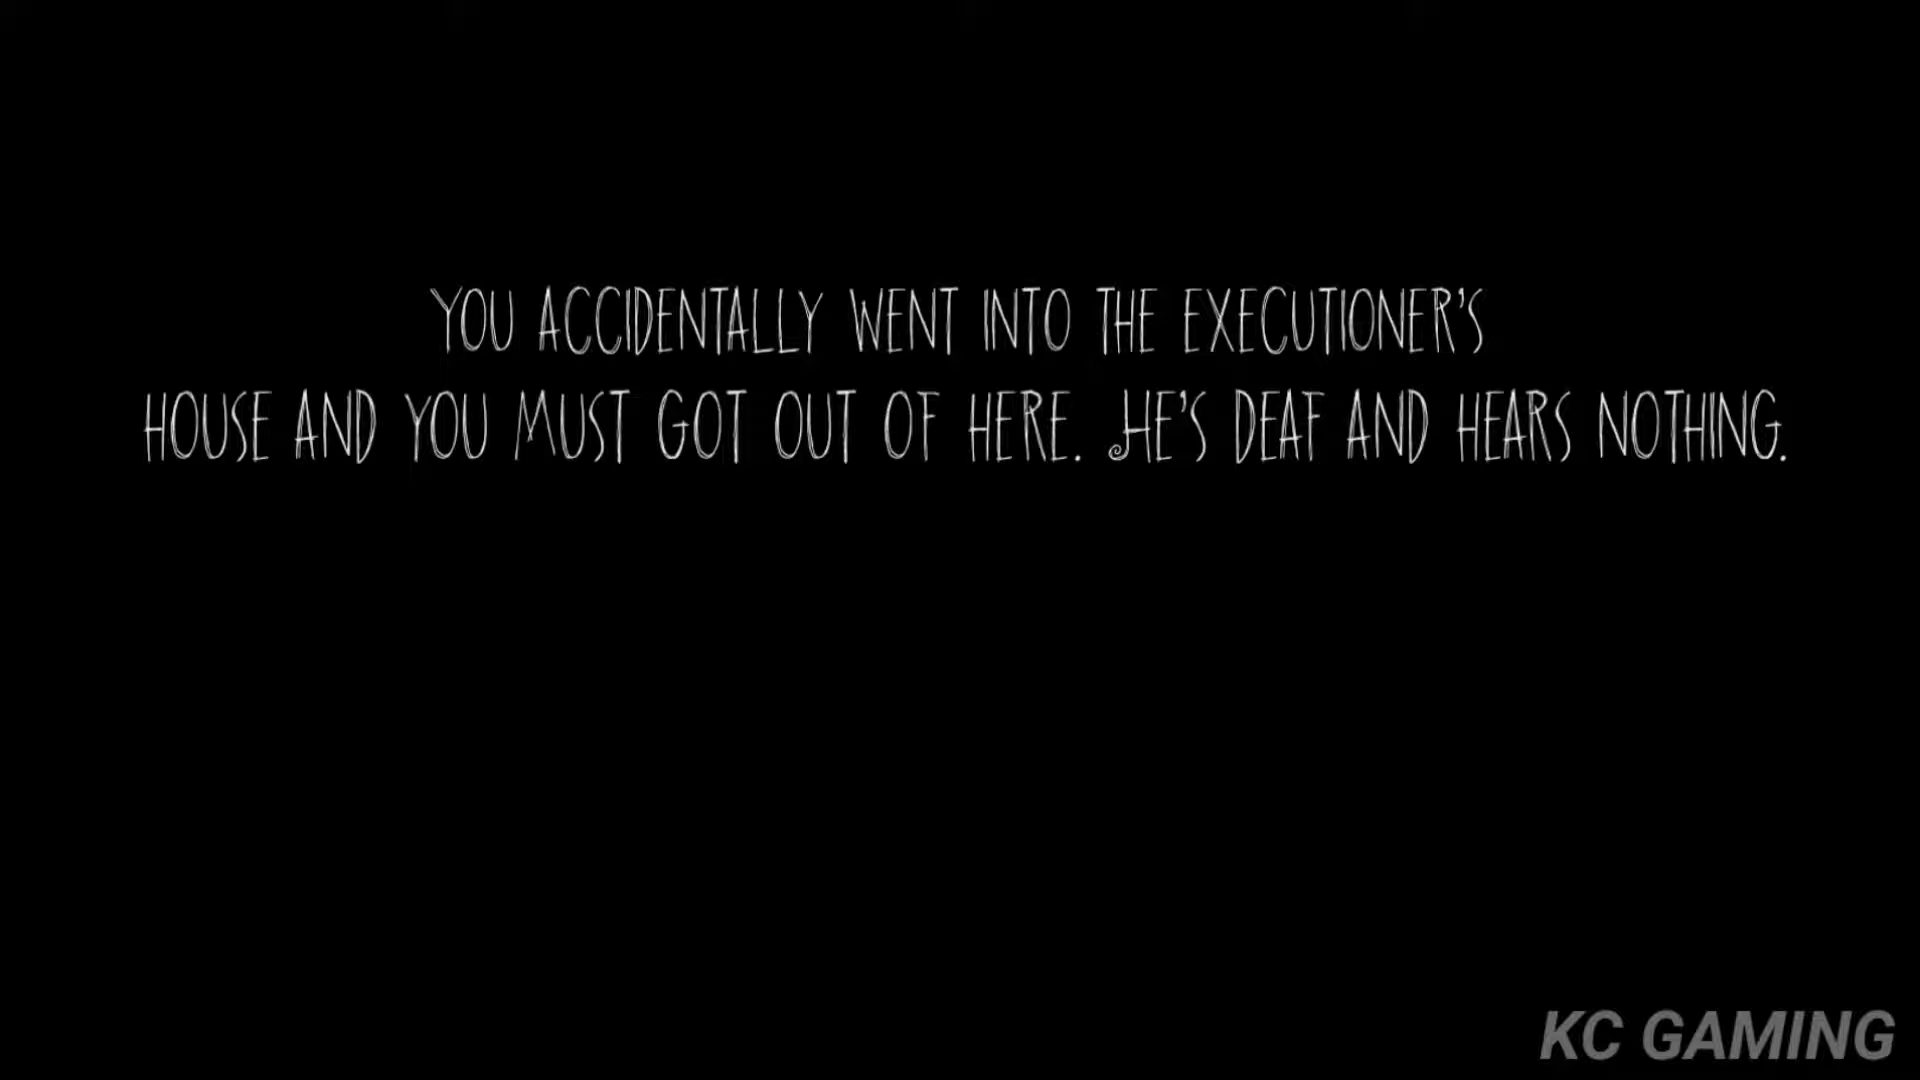 YOU ACCIDENTALLY WENT INTO THE EXECUTIONER'S
HOUSE AND YOU MUST GOT OUT OF HERE. HE'S DEAF AND HEARS NOTHING.
KC GAMING